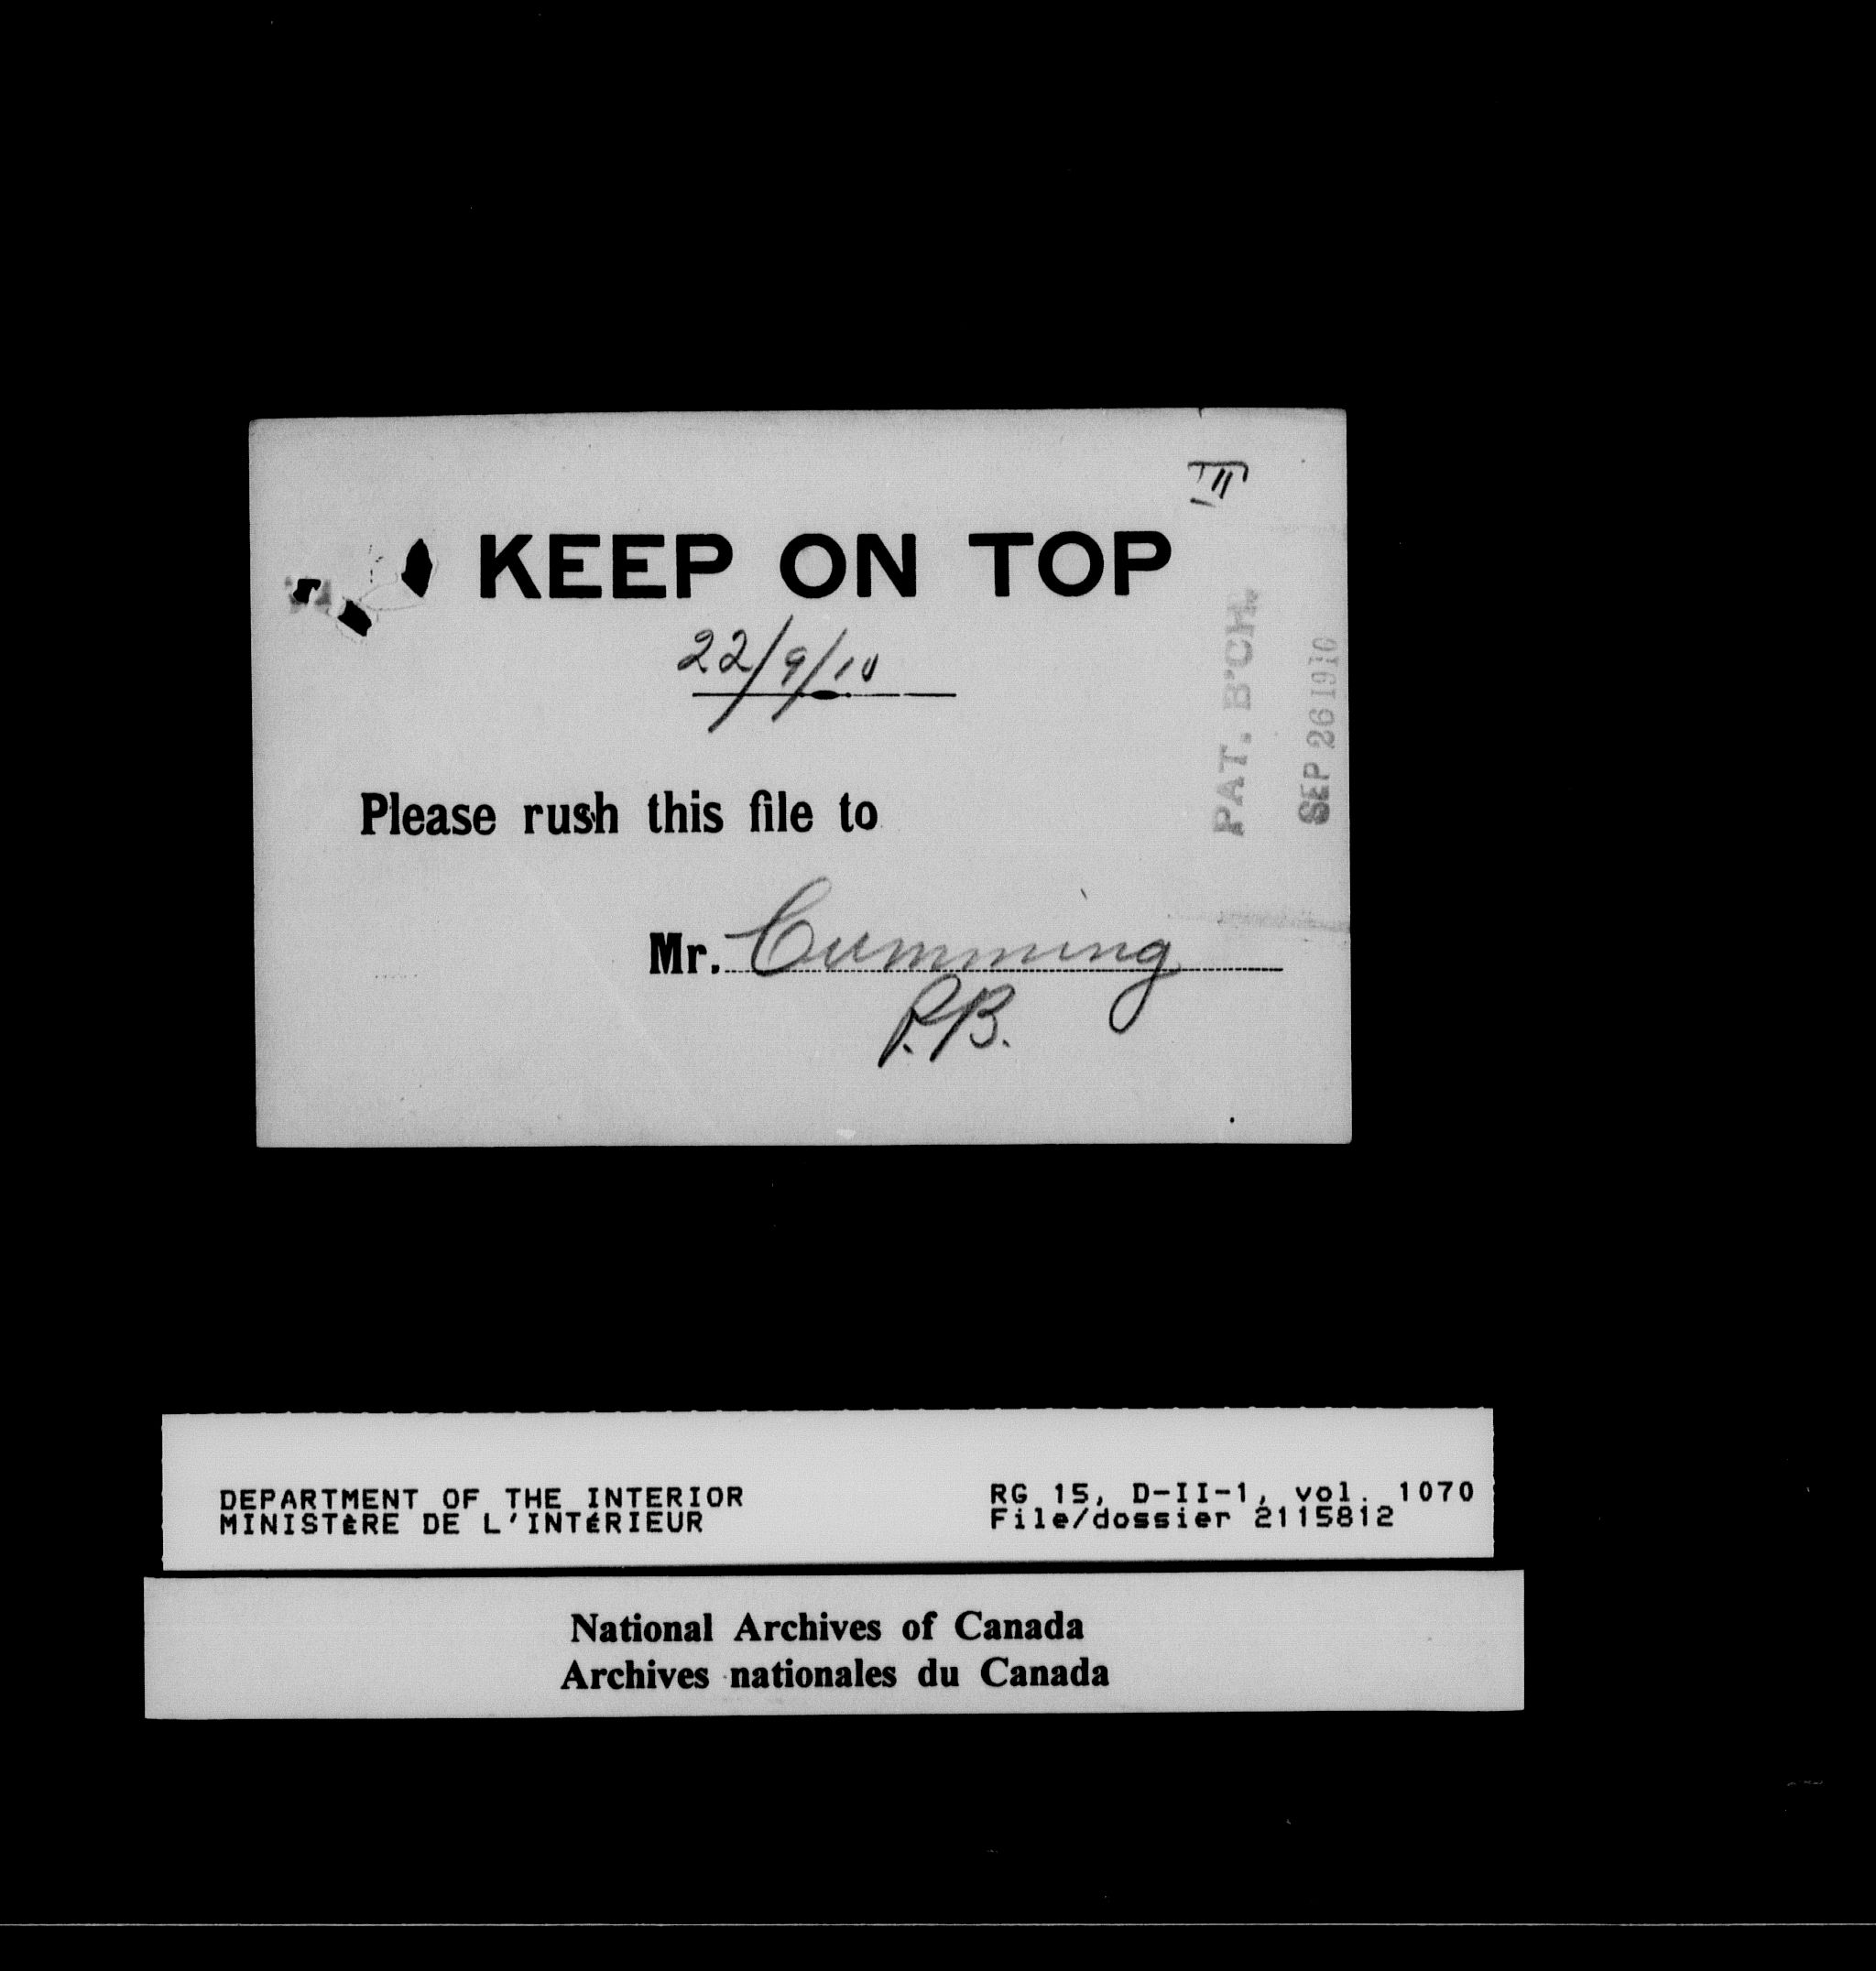 III
KEEP ON TOP
22/9/10
PAT. B'CH.
SEP 26 1910
Please rush this file to
Mr. Cumming
P.B.
DEPARTMENT OF THE INTERIOR
MINISTÈRE DE L'INTÉRIEUR
RG 15, D-II-1, vol. 1070
File/dossier 2115812
National Archives of Canada
Archives nationales du Canada